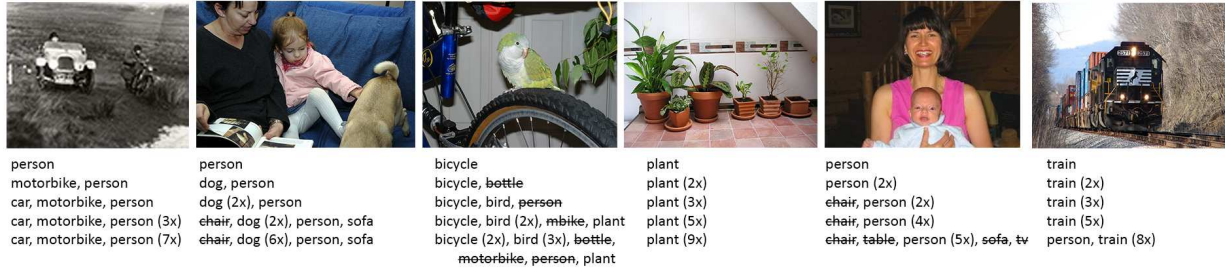 person
motorbike, person
car, motorbike, person
car, motorbike, person (3x)
car, motorbike, person (7x)
person
dog, person
dog (2x), person
chair, dog (2x), person, sofa
chair, dog (6x), person, sofa
bicycle
bicycle, bottle
bicycle, bird, person
bicycle, bird (2x), mbike, plant
bicycle (2x), bird (3x), bottle,
motorbike, person, plant
plant
plant (2x)
plant (3x)
plant (5x)
plant (9x)
person
person (2x)
chair, person (2x)
chair, person (4x)
chair, table, person (5x), sofa, tv
train
train (2x)
train (3x)
train (5x)
person, train (8x)